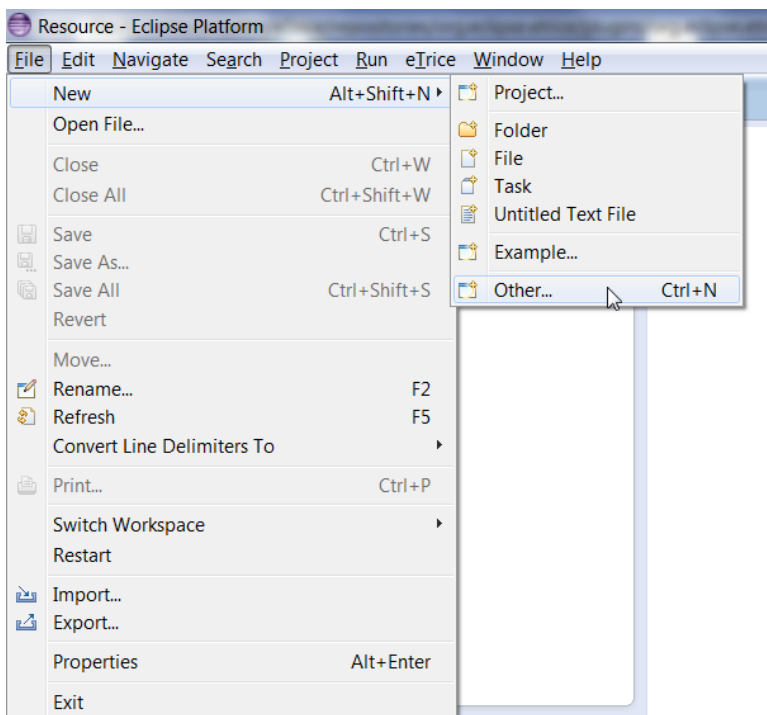 Resource - Eclipse Platform
File Edit Navigate Search Project Run eTrice Window Help
New Alt+Shift+N
Open File...
Close Ctrl+W
Close All Ctrl+Shift+W
Save Ctrl+S
Save As...
Save All Ctrl+Shift+S
Revert
Move...
Rename... F2
Refresh F5
Convert Line Delimiters To
Print... Ctrl+P
Switch Workspace
Restart
Import...
Export...
Properties Alt+Enter
Exit
Project...
Folder
File
Task
Untitled Text File
Example...
Other... Ctrl+N